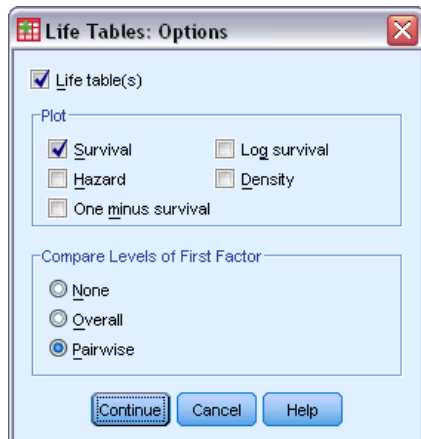 Life Tables: Options
Life table(s)
Plot
Survival
Log survival
Hazard
Density
One minus survival
Compare Levels of First Factor
None
Overall
Pairwise
Continue
Cancel
Help